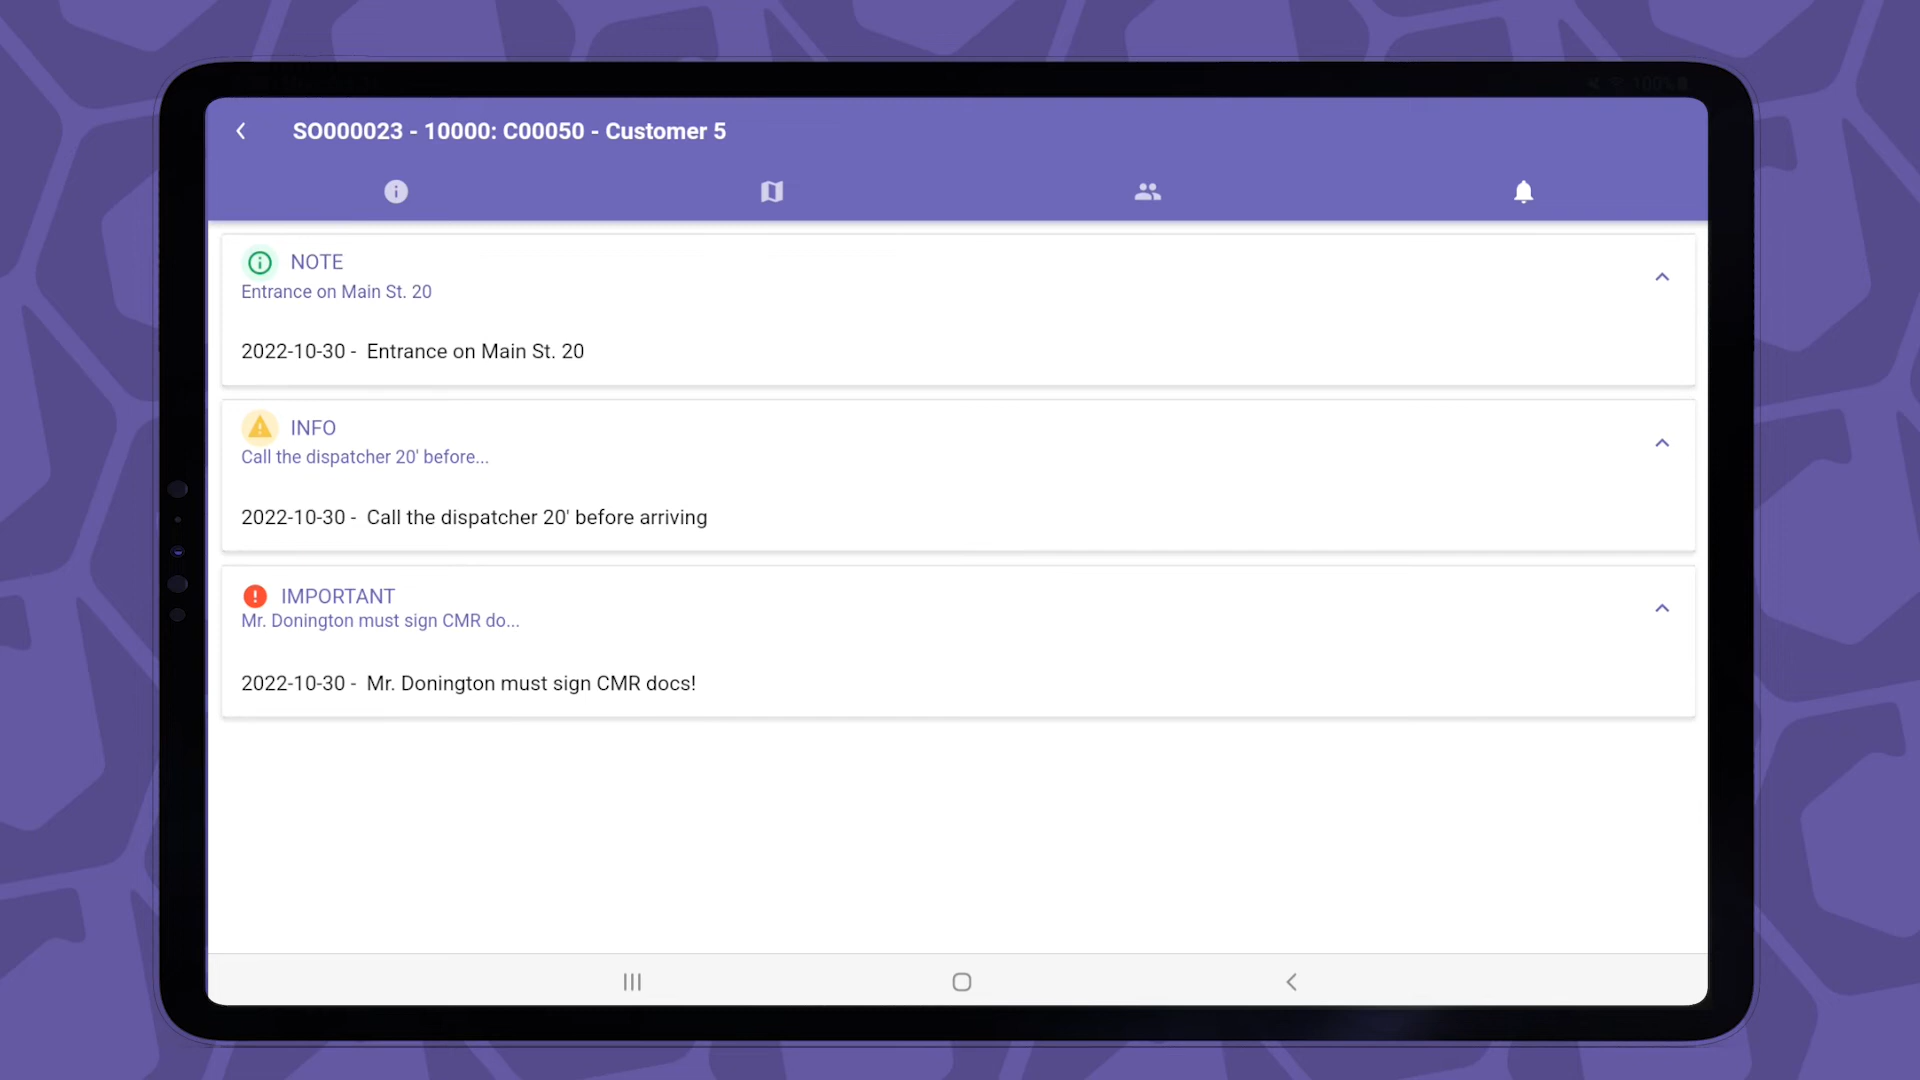 100%
SO000023 - 10000: C00050 - Customer 5
NOTE
Entrance on Main St. 20
2022-10-30 - Entrance on Main St. 20
INFO
Call the dispatcher 20' before...
2022-10-30 - Call the dispatcher 20' before arriving
IMPORTANT
Mr. Donington must sign CMR do...
2022-10-30 - Mr. Donington must sign CMR docs!